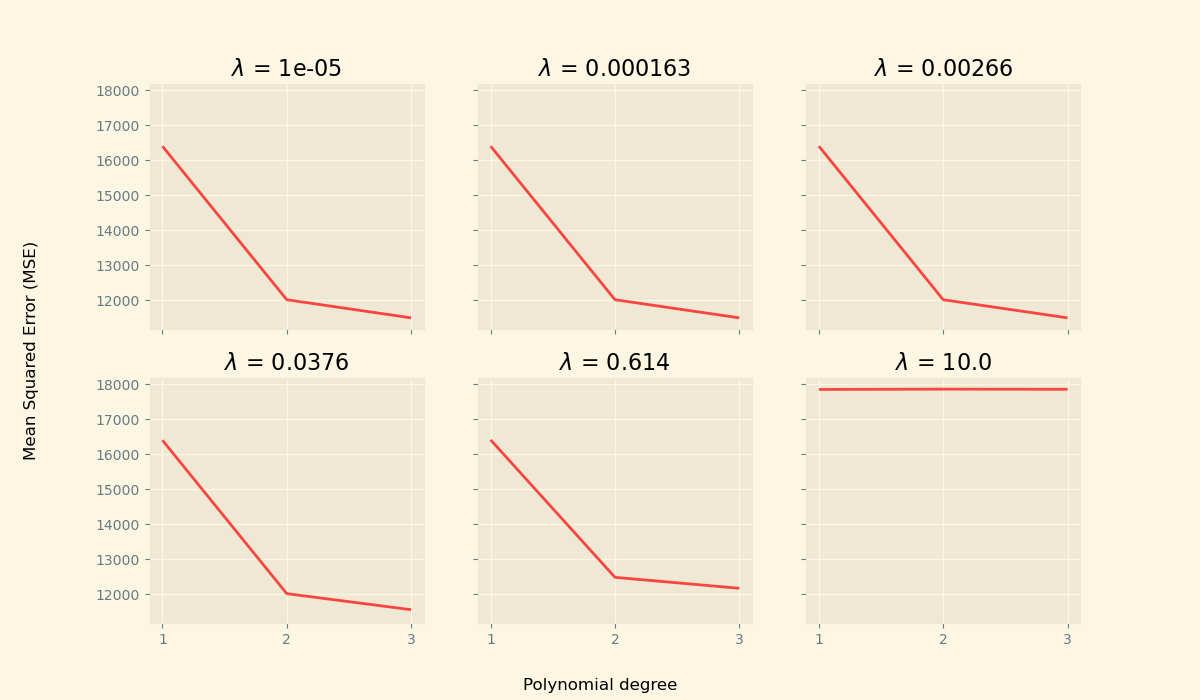 λ = 1e-05
λ = 0.000163
λ = 0.00266
18000
17000
16000
15000
14000
13000
12000
λ = 0.0376
λ = 0.614
λ = 10.0
18000
17000
16000
15000
14000
13000
12000
1
2
3
1
2
3
1
2
3
Mean Squared Error (MSE)
Polynomial degree